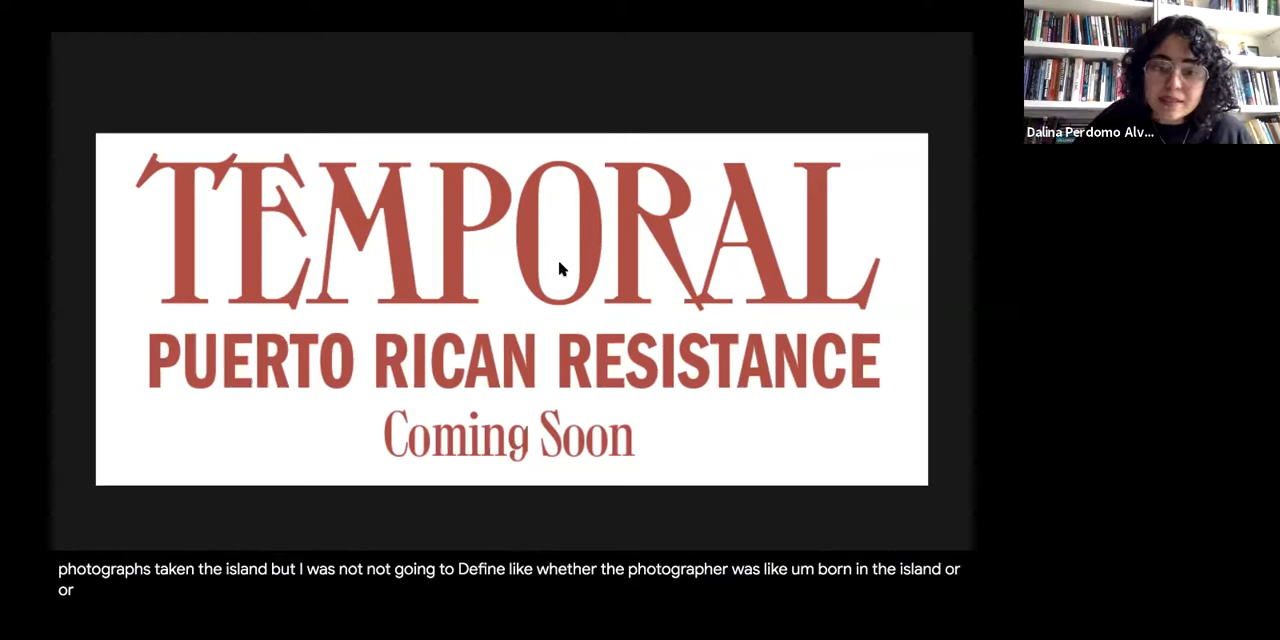 TEMPORAL
PUERTO RICAN RESISTANCE
Coming Soon
Dalina Perdomo Alv...
photographs taken the island but I was not not going to Define like whether the photographer was like um born in the island or
or